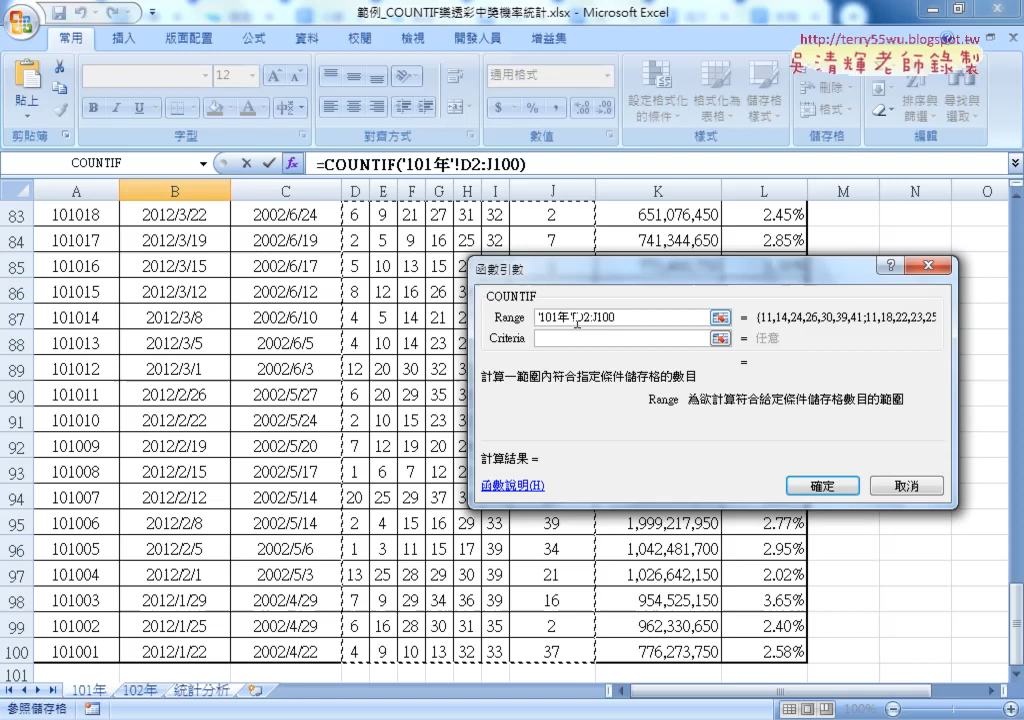 範例_COUNTIF樂透彩中獎機率統計.xlsx - Microsoft Excel
常用 插入 版面配置 公式 資料 校閱 檢視 開發人員 增益集
http://terry55wu.blogspot.tw
吳清輝老師錄製
貼上 12 通用格式 設定格式化的條件 格式化為表格 儲存格樣式 刪除 格式 排序與篩選 尋找與選取
剪貼簿 字型 對齊方式 數值 樣式 儲存格 編輯
COUNTIF =COUNTIF('101年'!D2:J100)
A B C D E F G H I J K L M N O
83 101018 2012/3/22 2002/6/24 6 9 21 27 31 32 2 651,076,450 2.45%
84 101017 2012/3/19 2002/6/19 2 5 9 16 25 32 7 741,344,650 2.85%
85 101016 2012/3/15 2002/6/17 5 10 13 15
86 101015 2012/3/12 2002/6/12 8 12 16 26
87 101014 2012/3/8 2002/6/10 4 5 14 21
88 101013 2012/3/5 2002/6/5 4 10 14 23
89 101012 2012/3/1 2002/6/3 12 20 30 32
90 101011 2012/2/26 2002/5/27 6 20 29 35
91 101010 2012/2/22 2002/5/24 2 10 15 23
92 101009 2012/2/19 2002/5/20 7 12 19 20
93 101008 2012/2/15 2002/5/17 1 6 7 12
94 101007 2012/2/12 2002/5/14 20 25 29 37
95 101006 2012/2/8 2002/5/14 2 4 15 16 29 33 39 1,999,217,950 2.77%
96 101005 2012/2/5 2002/5/6 1 3 11 15 17 39 34 1,042,481,700 2.95%
97 101004 2012/2/1 2002/5/3 13 25 28 29 30 39 21 1,026,642,150 2.02%
98 101003 2012/1/29 2002/4/29 7 9 29 34 36 39 16 954,525,150 3.65%
99 101002 2012/1/25 2002/4/29 6 16 28 30 31 35 2 962,330,650 2.40%
100 101001 2012/1/22 2002/4/22 4 9 10 13 32 33 37 776,273,750 2.58%
101
函數引數
COUNTIF
Range '101年'!D2:J100 = {11,14,24,26,30,39,41;11,18,22,23,25
Criteria = 任意
=
計算一範圍內符合指定條件儲存格的數目
Range 為欲計算符合給定條件儲存格數目的範圍
計算結果 =
函數說明(H) 確定 取消
101年 102年 統計分析
參照儲存格 100%